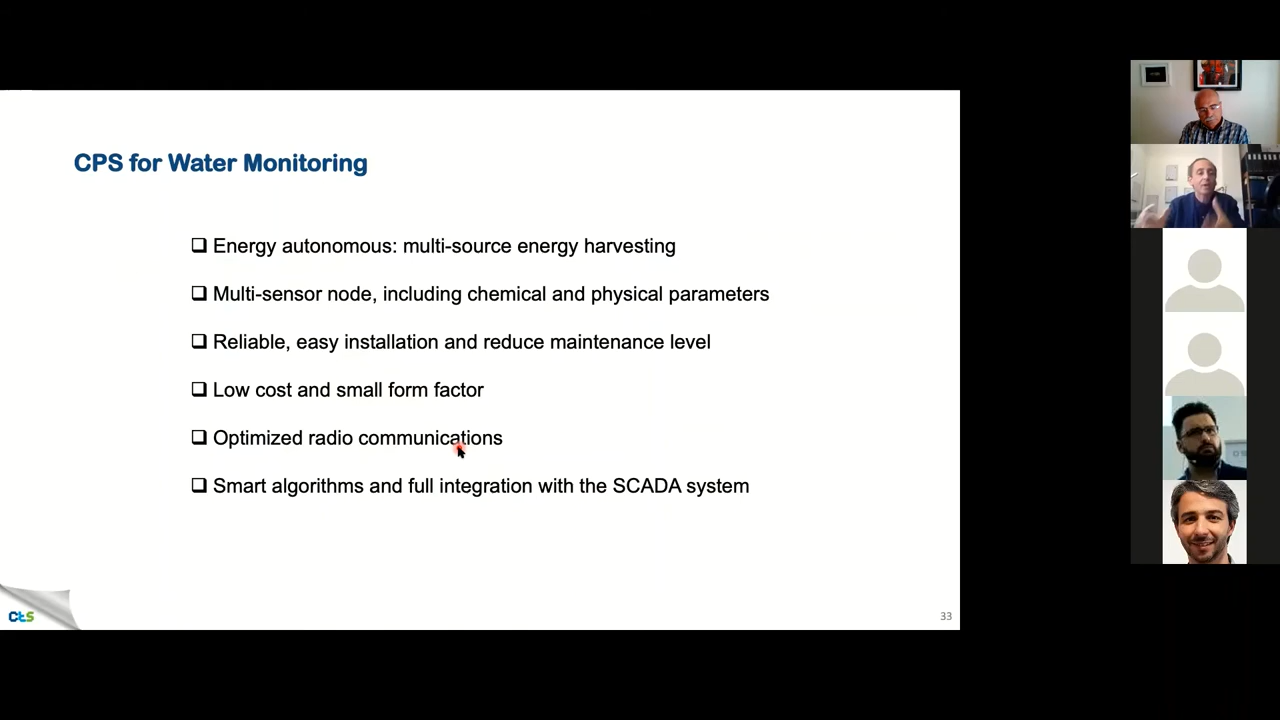 CPS for Water Monitoring
Energy autonomous: multi-source energy harvesting
Multi-sensor node, including chemical and physical parameters
Reliable, easy installation and reduce maintenance level
Low cost and small form factor
Optimized radio communications
Smart algorithms and full integration with the SCADA system
CtS
33